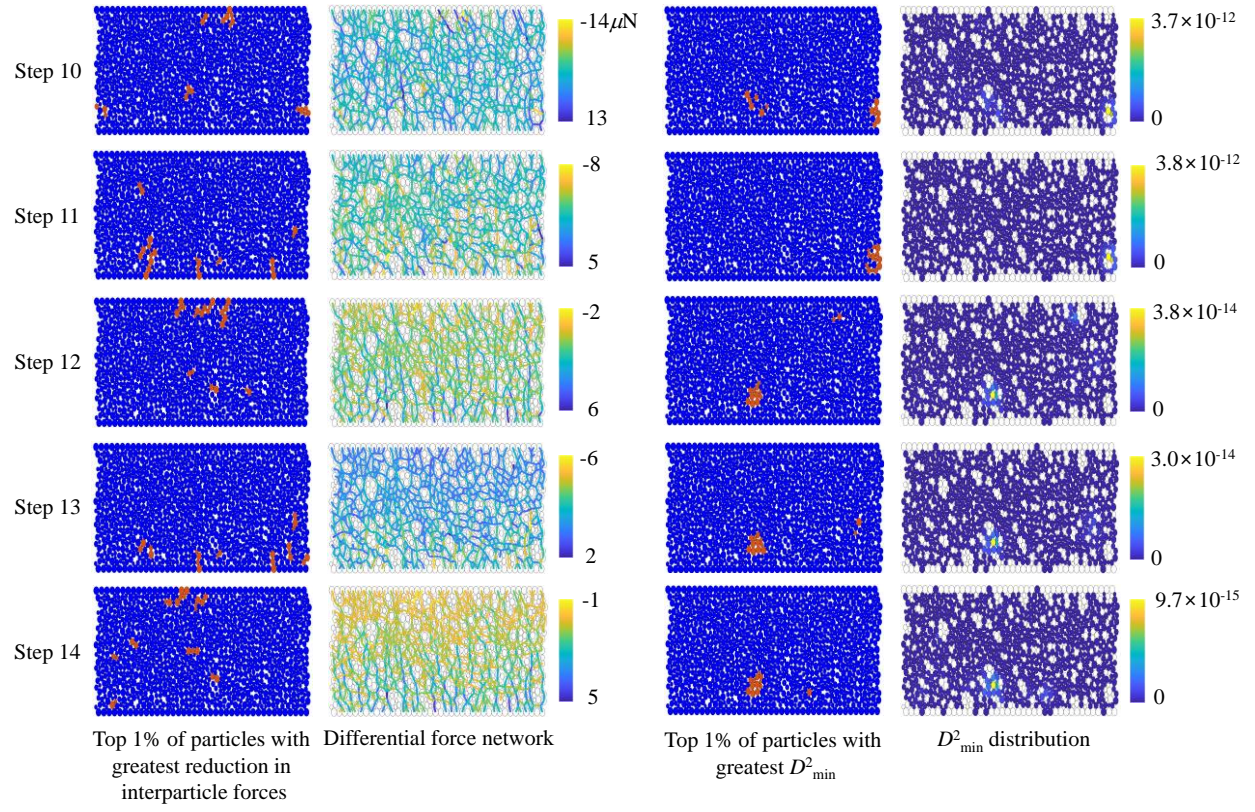 Step 10
-14μN
13
3.7×10-12
0
Step 11
-8
5
3.8×10-12
0
Step 12
-2
6
3.8×10-14
0
Step 13
-6
2
3.0×10-14
0
Step 14
-1
5
9.7×10-15
0
Top 1% of particles with
greatest reduction in
interparticle forces
Differential force network
Top 1% of particles with
greatest D2min
D2min distribution